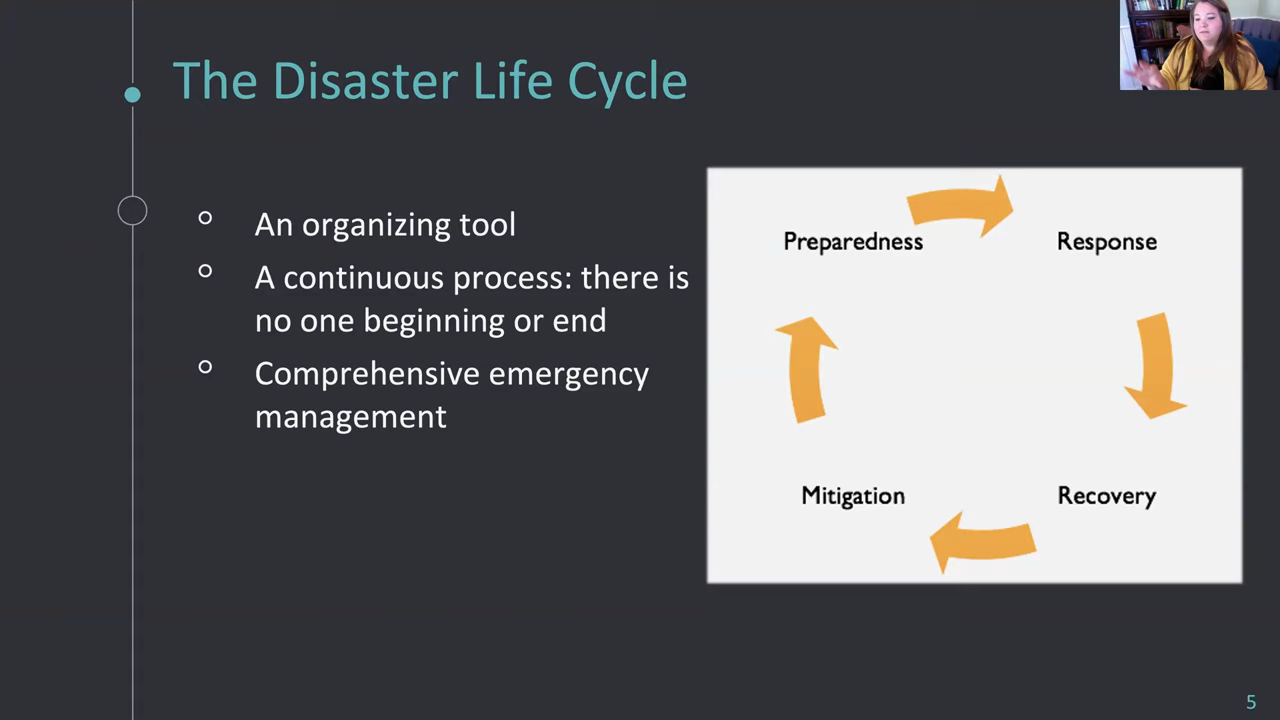 The Disaster Life Cycle
An organizing tool
A continuous process: there is
no one beginning or end
Comprehensive emergency
management
Preparedness
Response
Mitigation
Recovery
5